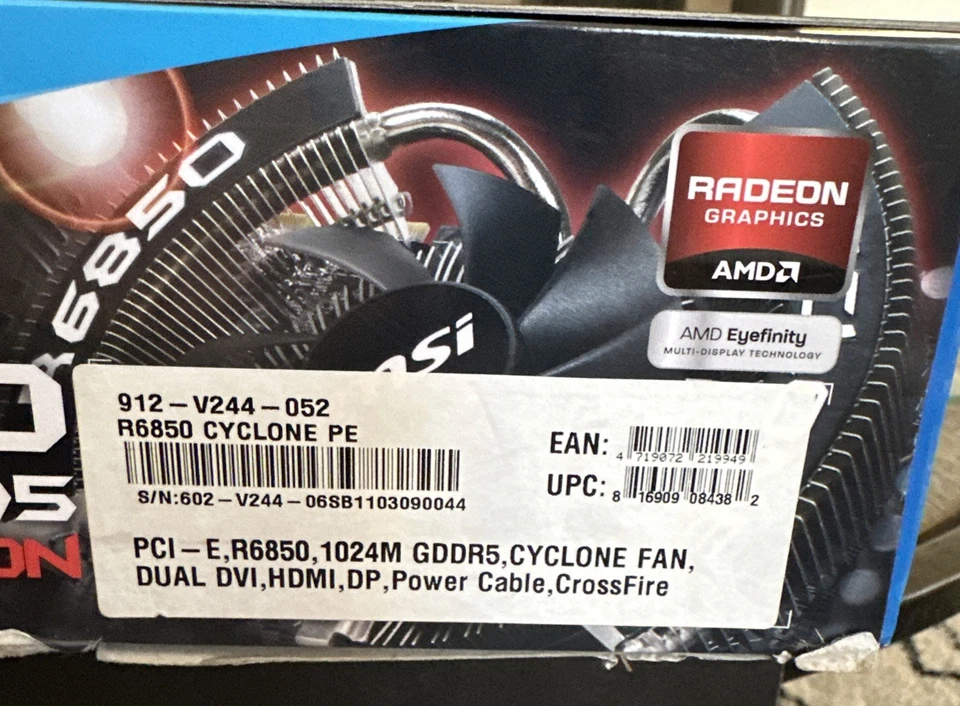 R6850
RADEON
GRAPHICS
AMD
AMD Eyefinity
MULTI-DISPLAY TECHNOLOGY
msi
912-V244-052
R6850 CYCLONE PE
S/N:602-V244-06SB1103090044
EAN:
4 719072 219949
UPC:
8 16909 08438 2
PCI-E,R6850,1024M GDDR5,CYCLONE FAN,
DUAL DVI,HDMI,DP,Power Cable,CrossFire